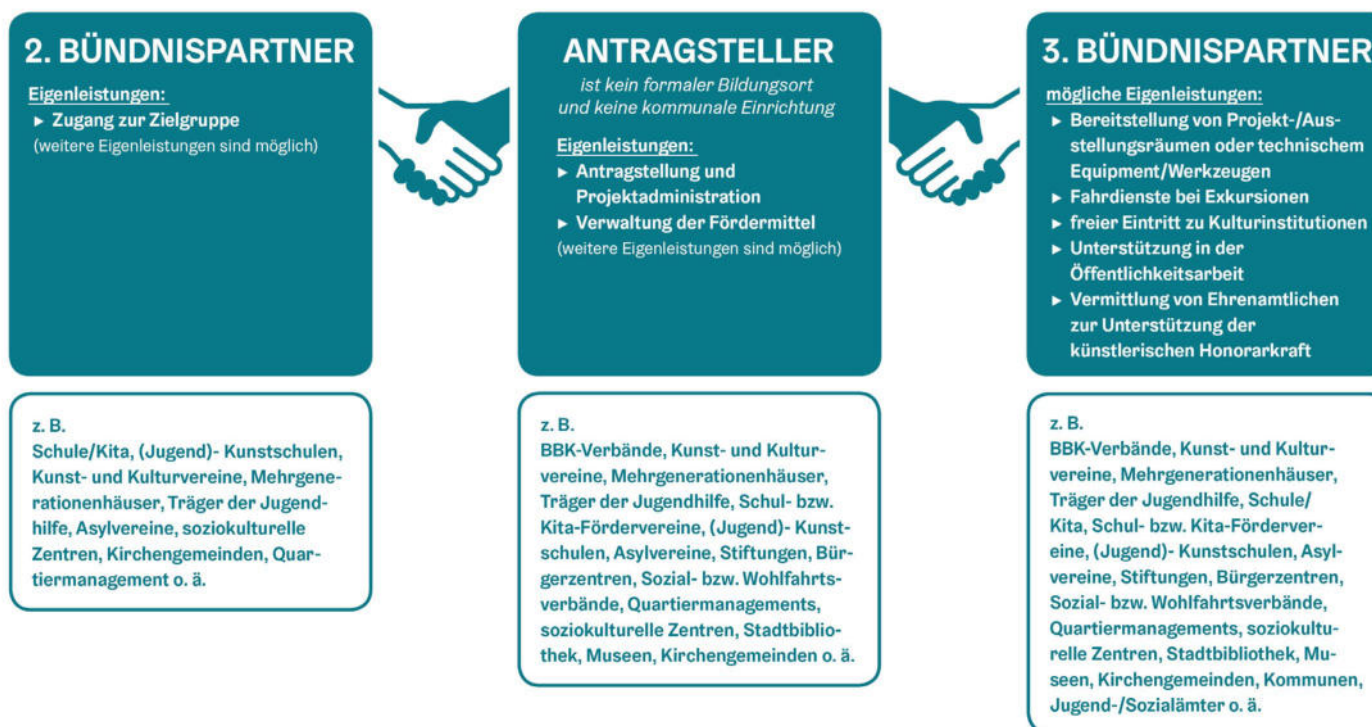 2. BÜNDNISPARTNER
Eigenleistungen:
► Zugang zur Zielgruppe
(weitere Eigenleistungen sind möglich)
z. B.
Schule/Kita, (Jugend)- Kunstschulen,
Kunst- und Kulturvereine, Mehrgene-
rationenhäuser, Träger der Jugend-
hilfe, Asylvereine, soziokulturelle
Zentren, Kirchengemeinden, Quar-
tiermanagement o. ä.
ANTRAGSTELLER
ist kein formaler Bildungsort
und keine kommunale Einrichtung
Eigenleistungen:
► Antragstellung und
Projektadministration
► Verwaltung der Fördermittel
(weitere Eigenleistungen sind möglich)
z. B.
BBK-Verbände, Kunst- und Kultur-
vereine, Mehrgenerationenhäuser,
Träger der Jugendhilfe, Schul- bzw.
Kita-Fördervereine, (Jugend)- Kunst-
schulen, Asylvereine, Stiftungen, Bür-
gerzentren, Sozial- bzw. Wohlfahrts-
verbände, Quartiermanagements,
soziokulturelle Zentren, Stadtbiblio-
thek, Museen, Kirchengemeinden o. ä.
3. BÜNDNISPARTNER
mögliche Eigenleistungen:
► Bereitstellung von Projekt-/Aus-
stellungsräumen oder technischem
Equipment/Werkzeugen
► Fahrdienste bei Exkursionen
► freier Eintritt zu Kulturinstitutionen
► Unterstützung in der
Öffentlichkeitsarbeit
► Vermittlung von Ehrenamtlichen
zur Unterstützung der
künstlerischen Honorarkraft
z. B.
BBK-Verbände, Kunst- und Kultur-
vereine, Mehrgenerationenhäuser,
Träger der Jugendhilfe, Schule/
Kita, Schul- bzw. Kita-Förderver-
eine, (Jugend)- Kunstschulen, Asyl-
vereine, Stiftungen, Bürgerzentren,
Sozial- bzw. Wohlfahrtsverbände,
Quartiermanagements, soziokultu-
relle Zentren, Stadtbibliothek, Mu-
seen, Kirchengemeinden, Kommunen,
Jugend-/Sozialämter o. ä.